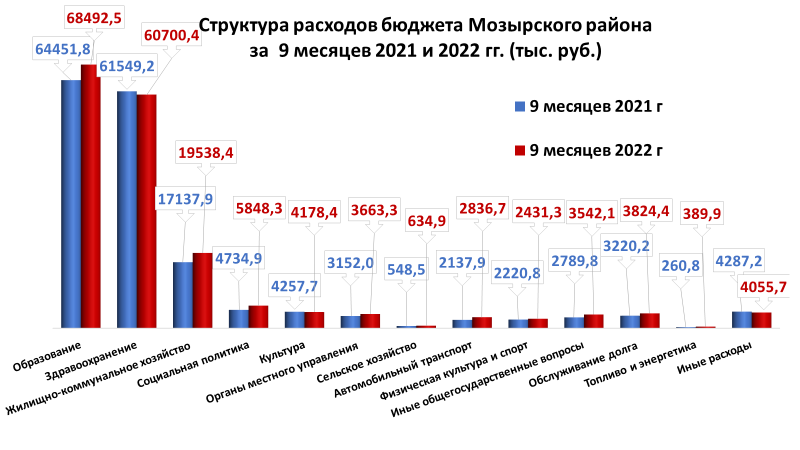 Структура расходов бюджета Мозырского района
за 9 месяцев 2021 и 2022 гг. (тыс. руб.)
9 месяцев 2021 г
9 месяцев 2022 г
64451,8
68492,5
61549,2
60700,4
17137,9
19538,4
4734,9
5848,3
4257,7
4178,4
3152,0
3663,3
548,5
634,9
2137,9
2836,7
2220,8
2431,3
2789,8
3542,1
3220,2
3824,4
260,8
389,9
4287,2
4055,7
Образование
Здравоохранение
Жилищно-коммунальное хозяйство
Социальная политика
Культура
Органы местного управления
Сельское хозяйство
Автомобильный транспорт
Физическая культура и спорт
Иные общегосударственные вопросы
Обслуживание долга
Топливо и энергетика
Иные расходы